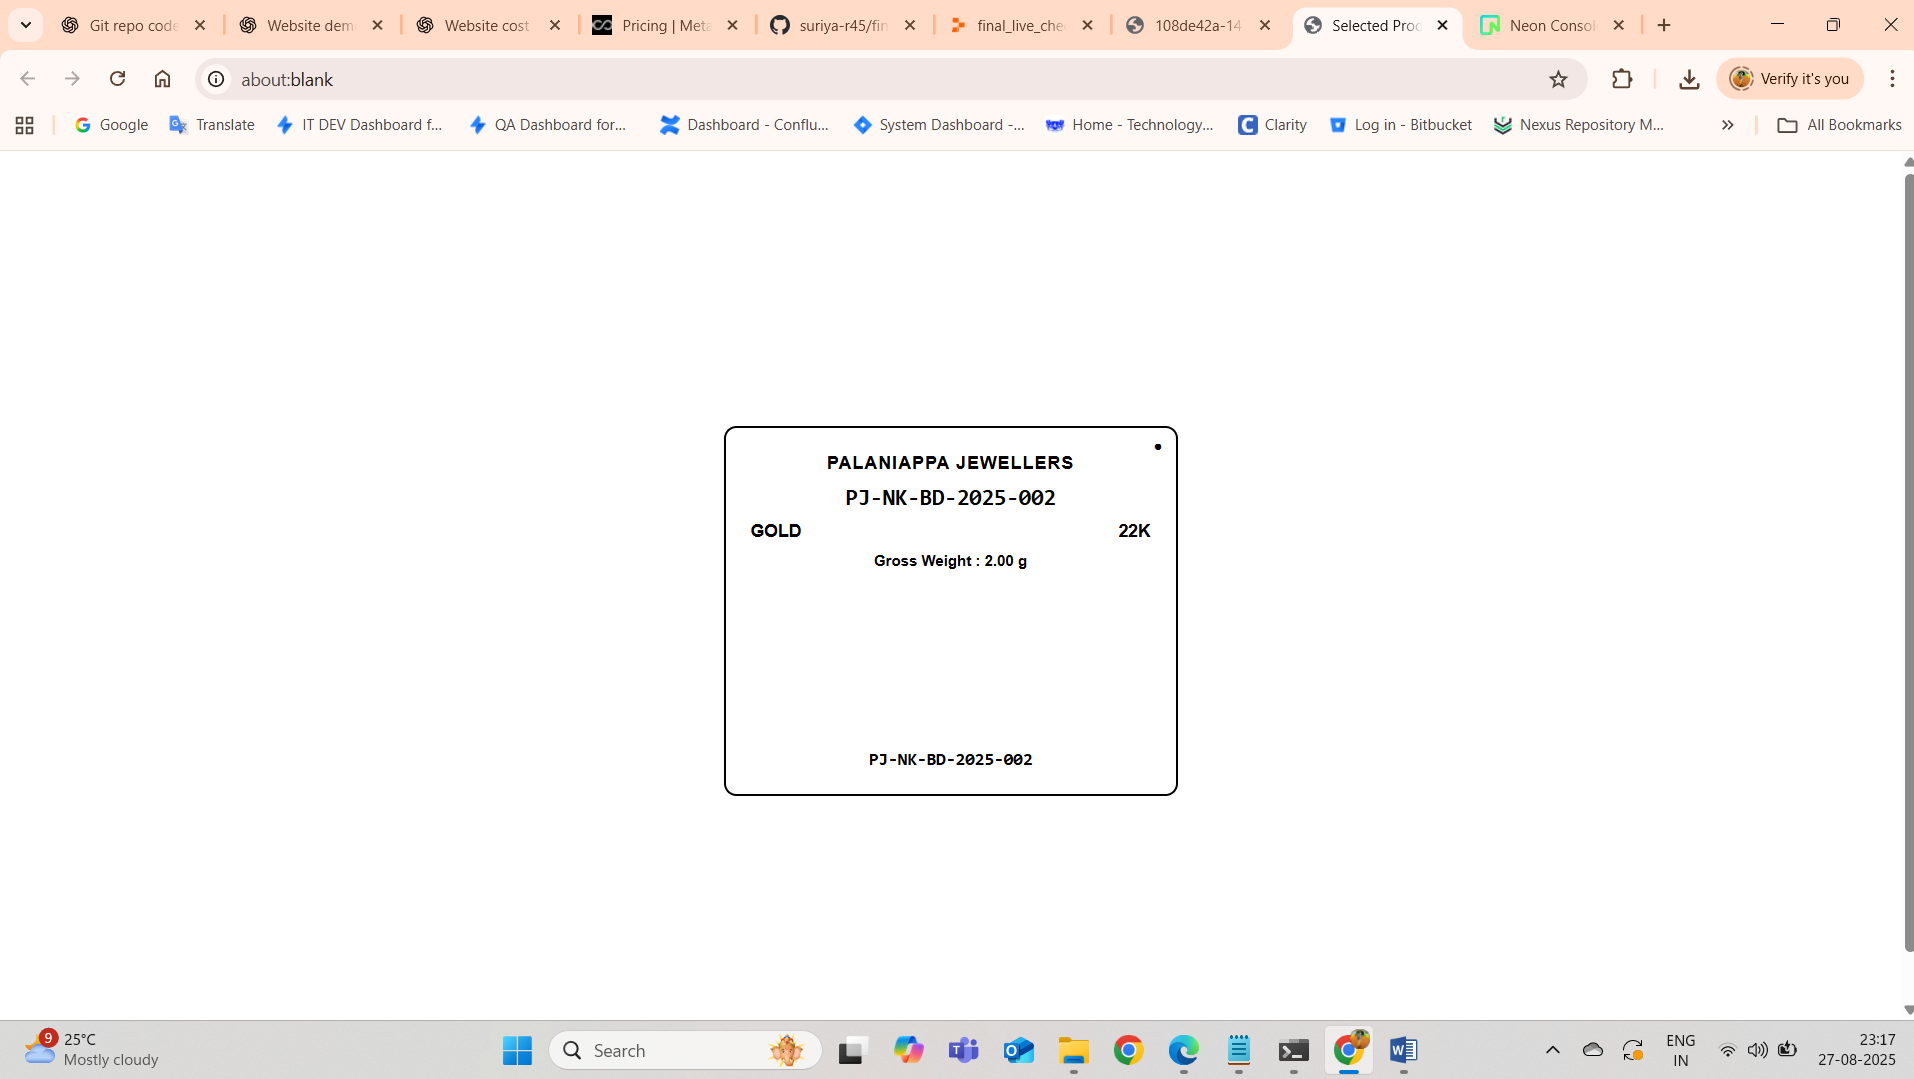 Git repo code
Website dem
Website cost
Pricing | Meta
suriya-r45/fin
final_live_che
108de42a-14
Selected Proc
Neon Consol
about:blank
Verify it's you
Google
Translate
IT DEV Dashboard f...
QA Dashboard for...
Dashboard - Conflu...
System Dashboard -...
Home - Technology...
Clarity
Log in - Bitbucket
Nexus Repository M...
All Bookmarks
PALANIAPPA JEWELLERS
PJ-NK-BD-2025-002
GOLD 22K
Gross Weight : 2.00 g
PJ-NK-BD-2025-002
9
25°C
Mostly cloudy
Search
ENG
IN
23:17
27-08-2025